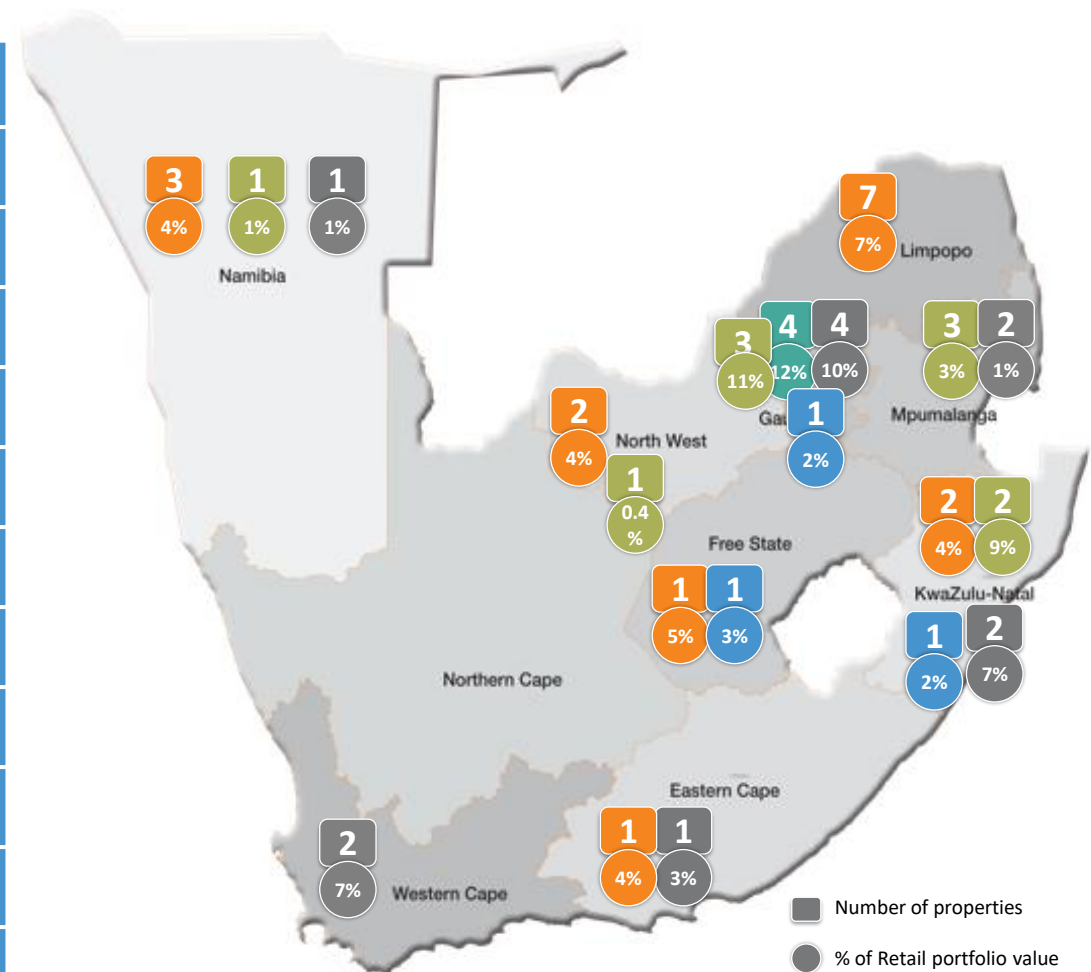 3 1 1
4% 1% 1%
Namibia
7
7%
Limpopo
3 4 4
11% 12% 10%
3 2
3% 1%
Mpumalanga
Gau
1
2%
2
4%
North West
1
0.4
%
2 2
4% 9%
KwaZulu-Natal
Free State
1 1
5% 3%
1 2
2% 7%
Northern Cape
Eastern Cape
1 1
4% 3%
2
7%
Western Cape
Number of properties
% of Retail portfolio value